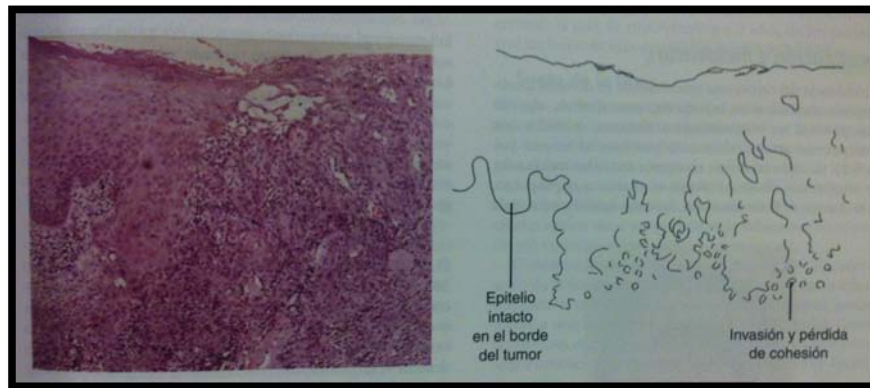 Epitelio
intacto
en el borde
del tumor
Invasión y pérdida
de cohesión